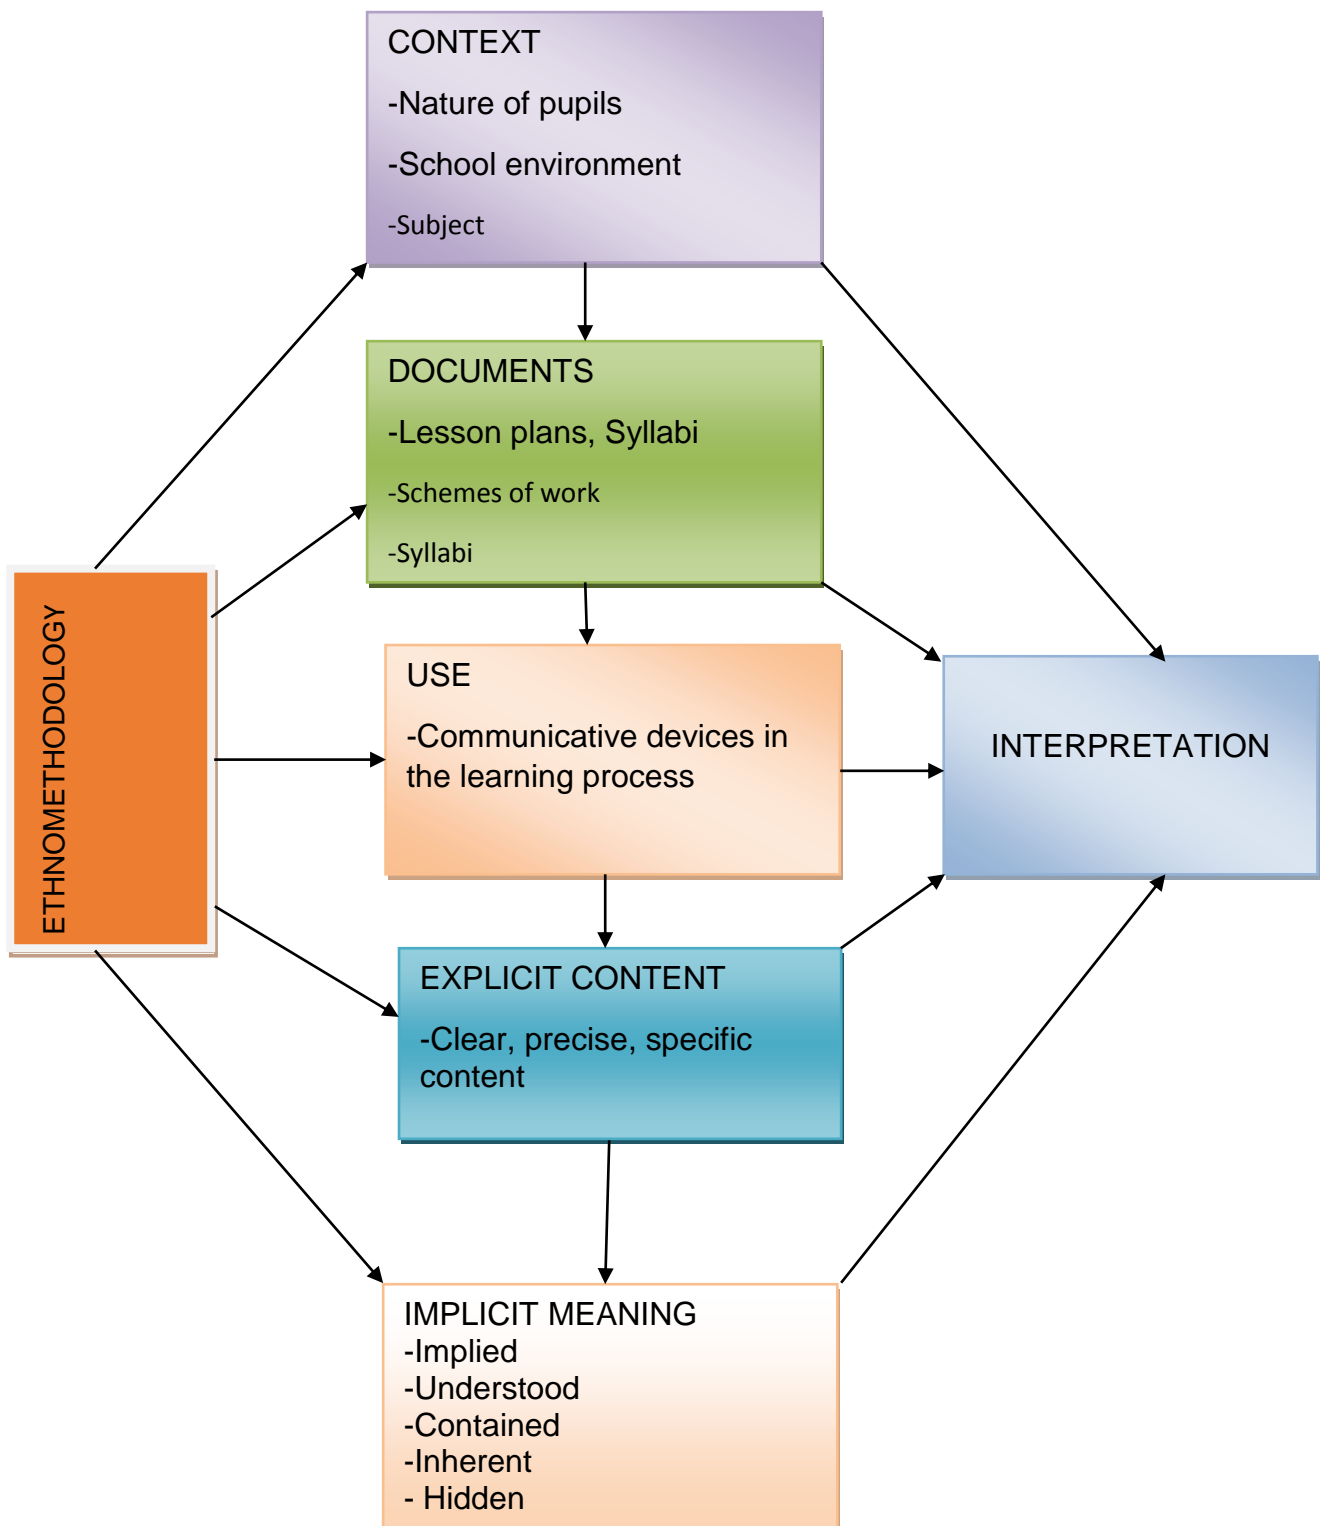 CONTEXT
-Nature of pupils
-School environment
-Subject
DOCUMENTS
-Lesson plans, Syllabi
-Schemes of work
-Syllabi
ETHNOMETHODOLOGY
USE
-Communicative devices in
the learning process
INTERPRETATION
EXPLICIT CONTENT
-Clear, precise, specific
content
IMPLICIT MEANING
-Implied
-Understood
-Contained
-Inherent
- Hidden